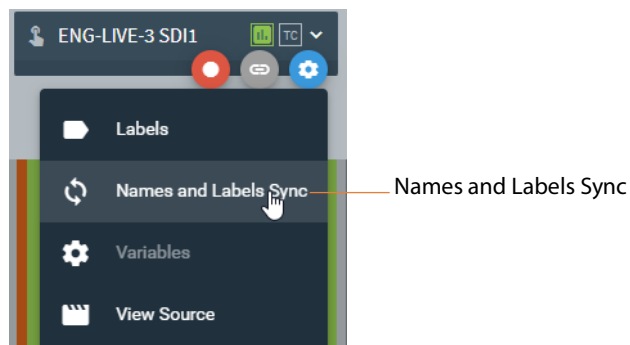 ENG-LIVE-3 SDI1 TC
Labels
Names and Labels Sync
Names and Labels Sync
Variables
View Source